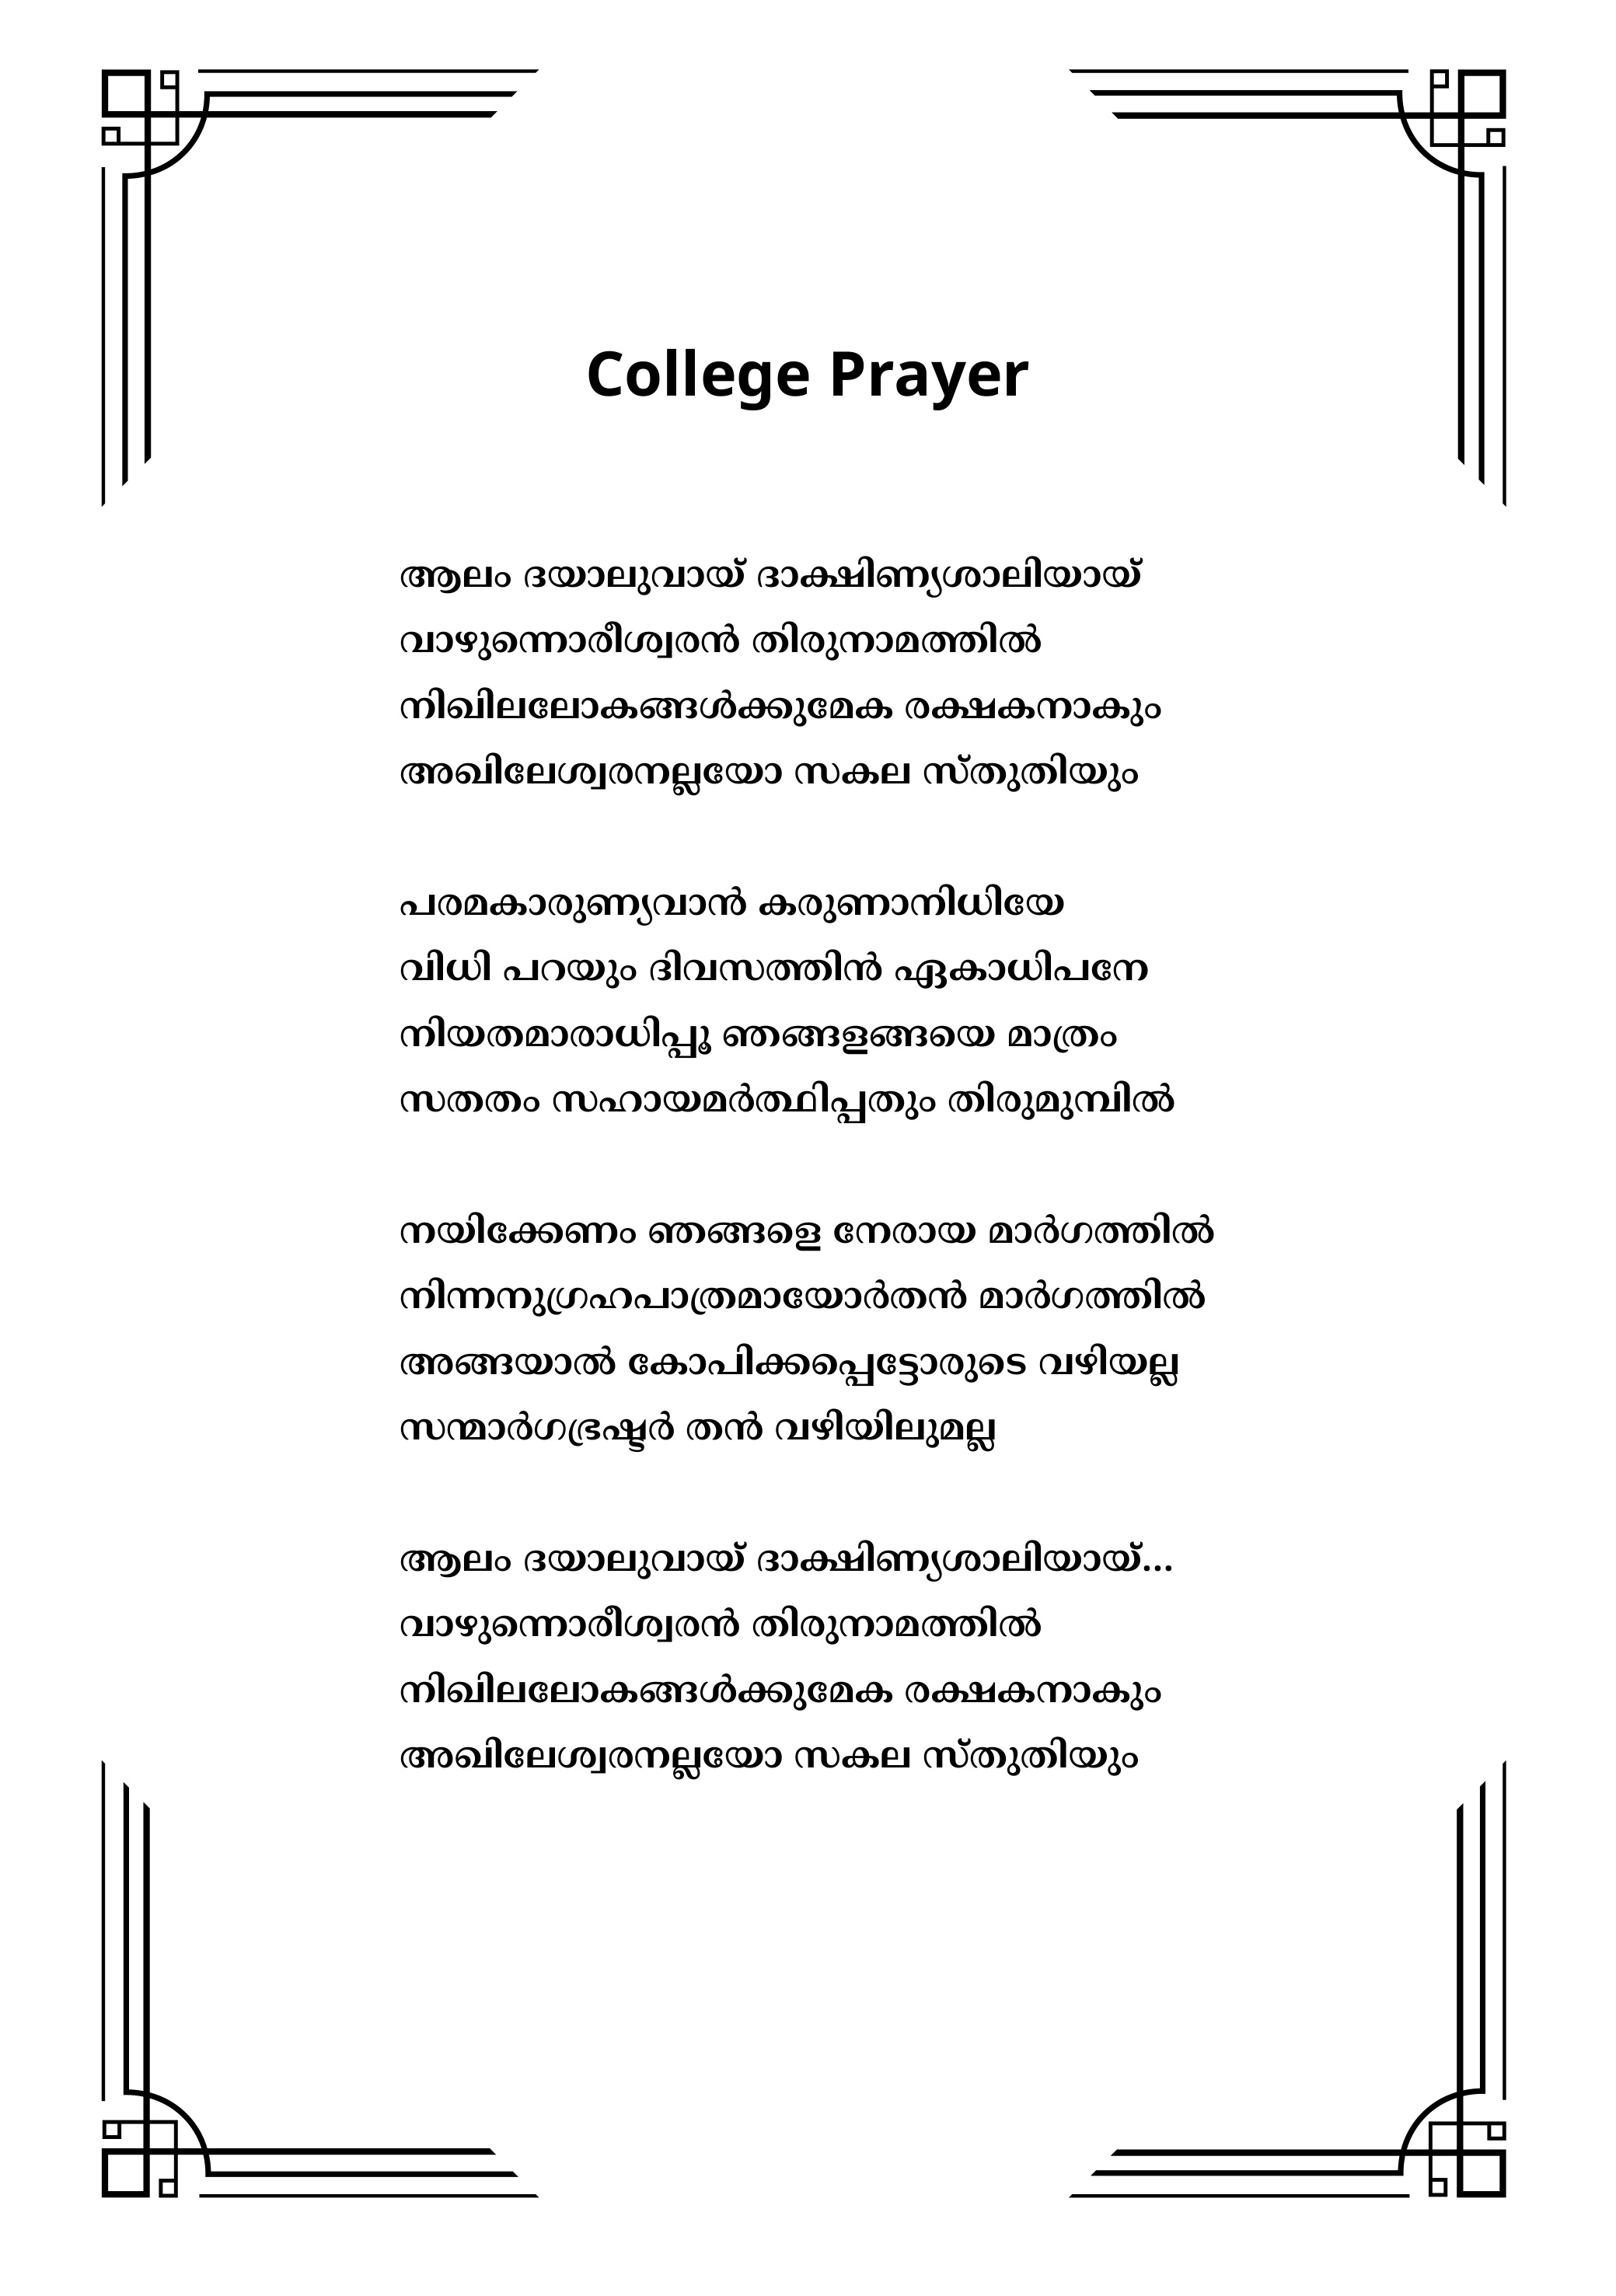 College Prayer
ആലം ദയാലുവായ് ദാക്ഷിണ്യശാലിയായ്
വാഴുന്നൊരീശ്വരൻ തിരുനാമത്തിൽ
നിഖിലലോകങ്ങൾക്കുമേക രക്ഷകനാകും
അഖിലേശ്വരനല്ലയോ സകല സ്തുതിയും
പരമകാരുണ്യവാൻ കരുണാനിധിയേ
വിധി പറയും ദിവസത്തിൻ ഏകാധിപനേ
നിയതമാരാധിപ്പൂ ഞങ്ങളങ്ങയെ മാത്രം
സതതം സഹായമർത്ഥിപ്പതും തിരുമുമ്പിൽ
നയിക്കേണം ഞങ്ങളെ നേരായ മാർഗത്തിൽ
നിന്നനുഗ്രഹപാത്രമായോർതൻ മാർഗത്തിൽ
അങ്ങയാൽ കോപിക്കപ്പെട്ടോരുടെ വഴിയല്ല
സന്മാർഗഭ്രഷ്ടർ തൻ വഴിയിലുമല്ല
ആലം ദയാലുവായ് ദാക്ഷിണ്യശാലിയായ്...
വാഴുന്നൊരീശ്വരൻ തിരുനാമത്തിൽ
നിഖിലലോകങ്ങൾക്കുമേക രക്ഷകനാകും
അഖിലേശ്വരനല്ലയോ സകല സ്തുതിയും